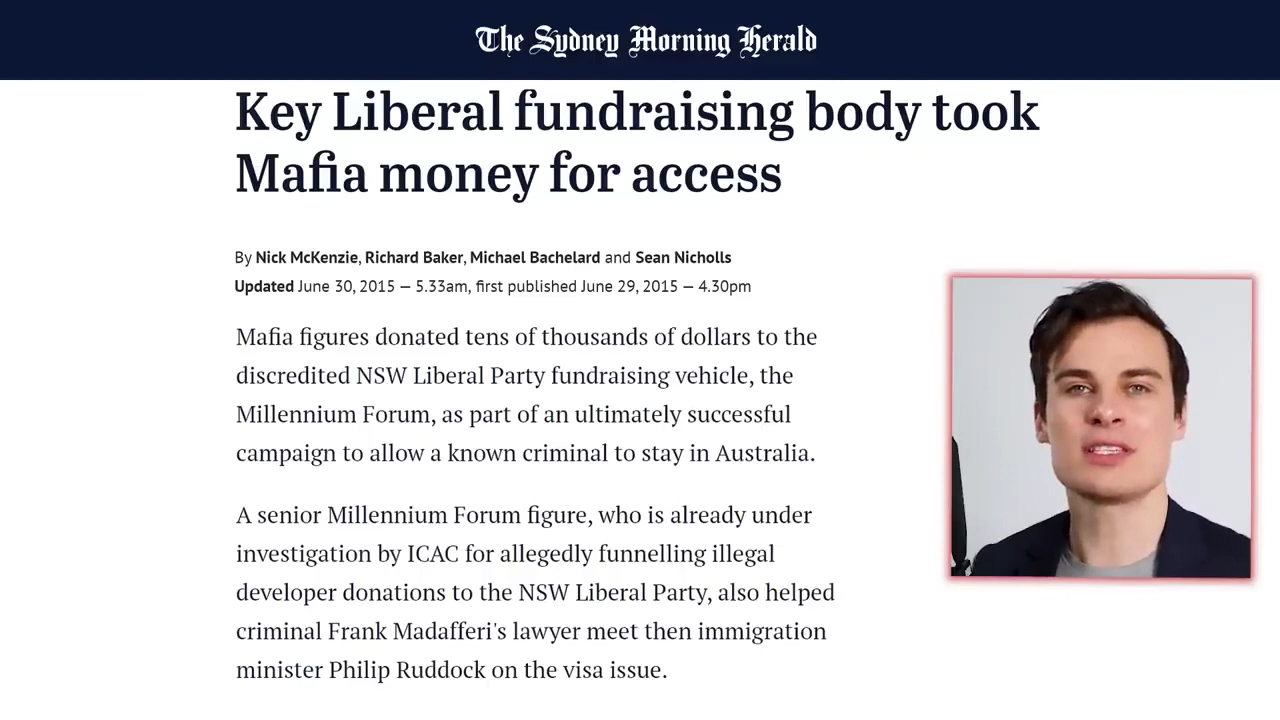 The Sydney Morning Herald
Key Liberal fundraising body took
Mafia money for access
By Nick McKenzie, Richard Baker, Michael Bachelard and Sean Nicholls
Updated June 30, 2015 — 5.33am, first published June 29, 2015 — 4.30pm
Mafia figures donated tens of thousands of dollars to the
discredited NSW Liberal Party fundraising vehicle, the
Millennium Forum, as part of an ultimately successful
campaign to allow a known criminal to stay in Australia.
A senior Millennium Forum figure, who is already under
investigation by ICAC for allegedly funnelling illegal
developer donations to the NSW Liberal Party, also helped
criminal Frank Madafferi's lawyer meet then immigration
minister Philip Ruddock on the visa issue.